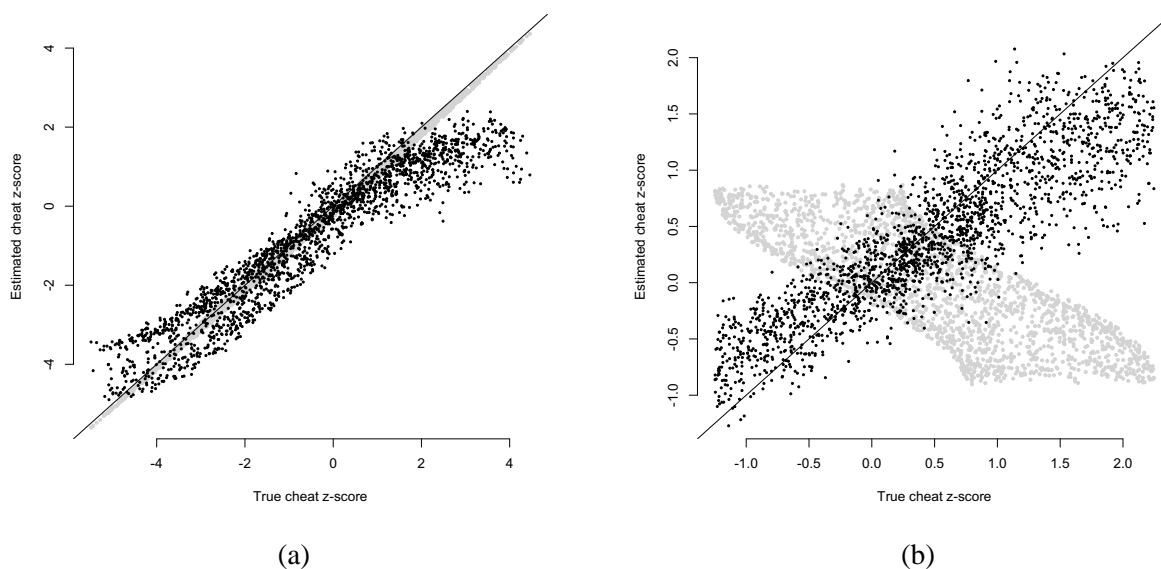 4
2
0
-2
-4
Estimated cheat z-score
-4 -2 0 2 4
True cheat z-score
(a)
2.0
1.5
1.0
0.5
0.0
-0.5
-1.0
Estimated cheat z-score
-1.0 -0.5 0.0 0.5 1.0 1.5 2.0
True cheat z-score
(b)